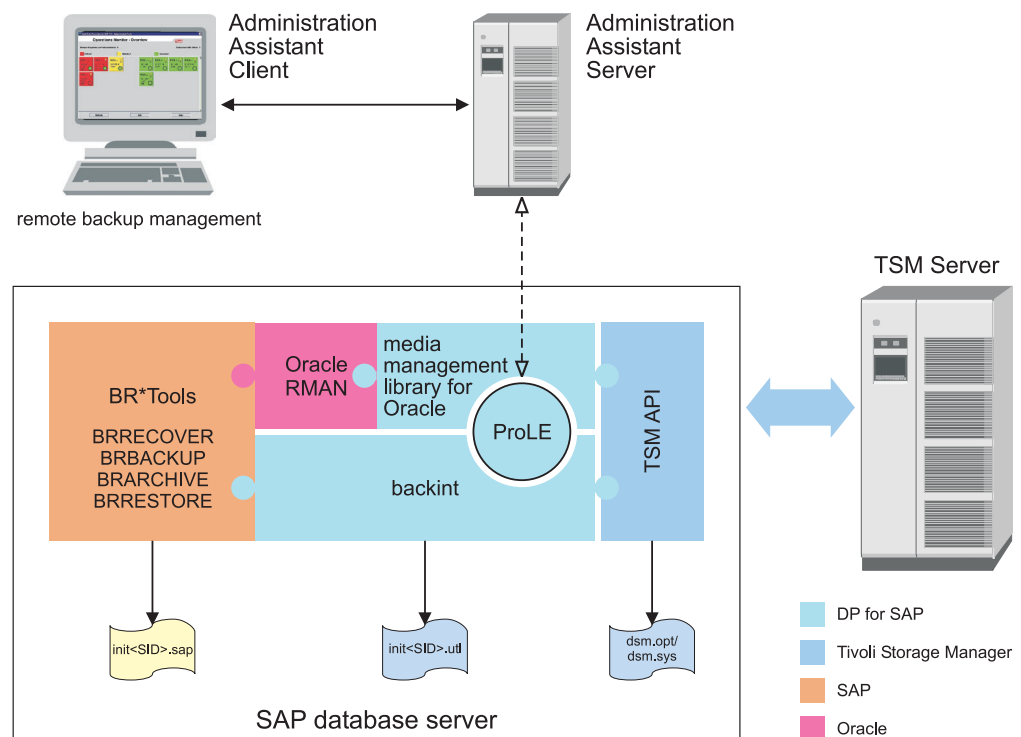 Administration
Assistant
Client
Administration
Assistant
Server
remote backup management
TSM Server
BR*Tools
BRRECOVER
BRBACKUP
BRARCHIVE
BRRESTORE
Oracle
RMAN
media
management
library for
Oracle
ProLE
backint
TSM API
init<SID>.sap
init<SID>.utl
dsm.opt/
dsm.sys
SAP database server
DP for SAP
Tivoli Storage Manager
SAP
Oracle